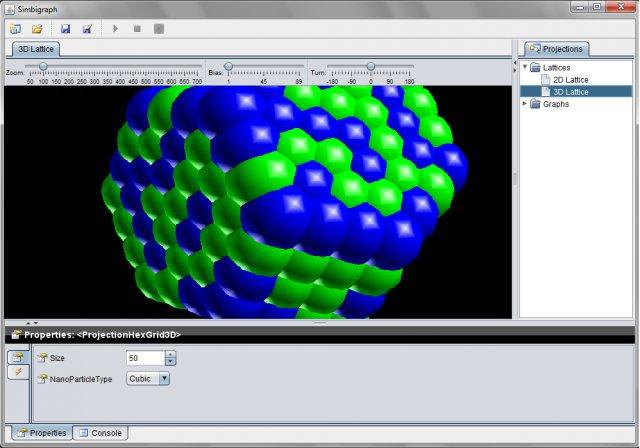 Simbigraph
3D Lattice
Projections
Zoom:
50 100 150 200 250 300 350 400 450 500 550 600 650 700
Bias:
1 45 89
Turn:
-180 -90 0 90 180
Lattices
2D Lattice
3D Lattice
Graphs
Properties: <ProjectionHexGrid3D>
Size 50
NanoParticleType Cubic
Properties Console